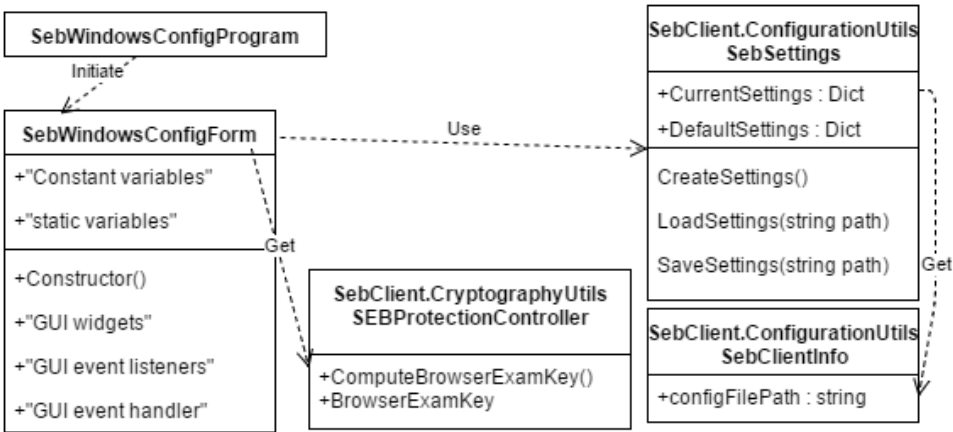 SebWindowsConfigProgram
Initiate
SebWindowsConfigForm
+"Constant variables"
+"static variables"
+Constructor()
+"GUI widgets"
+"GUI event listeners"
+"GUI event handler"
Use
Get
SebClient.CryptographyUtils
SEBProtectionController
+ComputeBrowserExamKey()
+BrowserExamKey
SebClient.ConfigurationUtils
SebSettings
+CurrentSettings : Dict
+DefaultSettings : Dict
CreateSettings()
LoadSettings(string path)
SaveSettings(string path)
Get
SebClient.ConfigurationUtils
SebClientInfo
+configFilePath : string